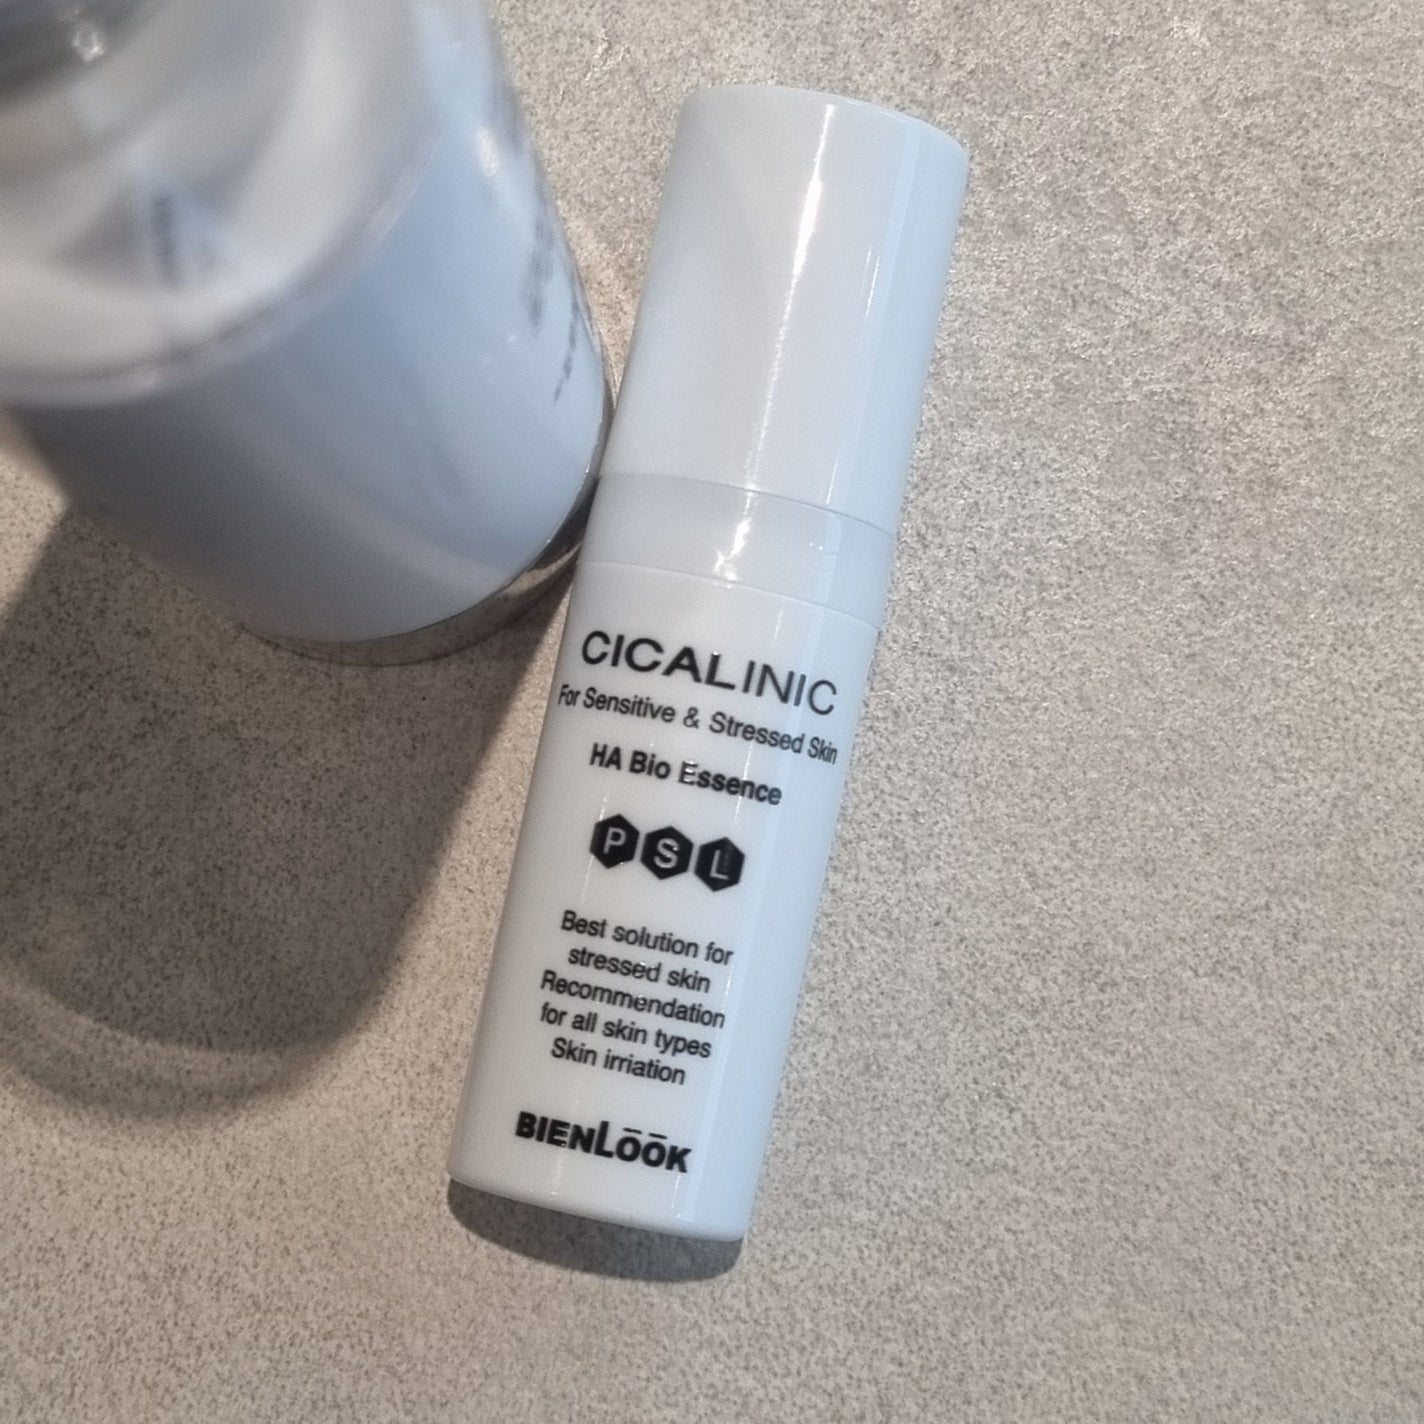 CICALINIC
For Sensitive & Stressed Skin
HA Bio Essence
P S L
Best solution for
stressed skin
Recommendation
for all skin types
Skin irriation
BIENLŌŌK